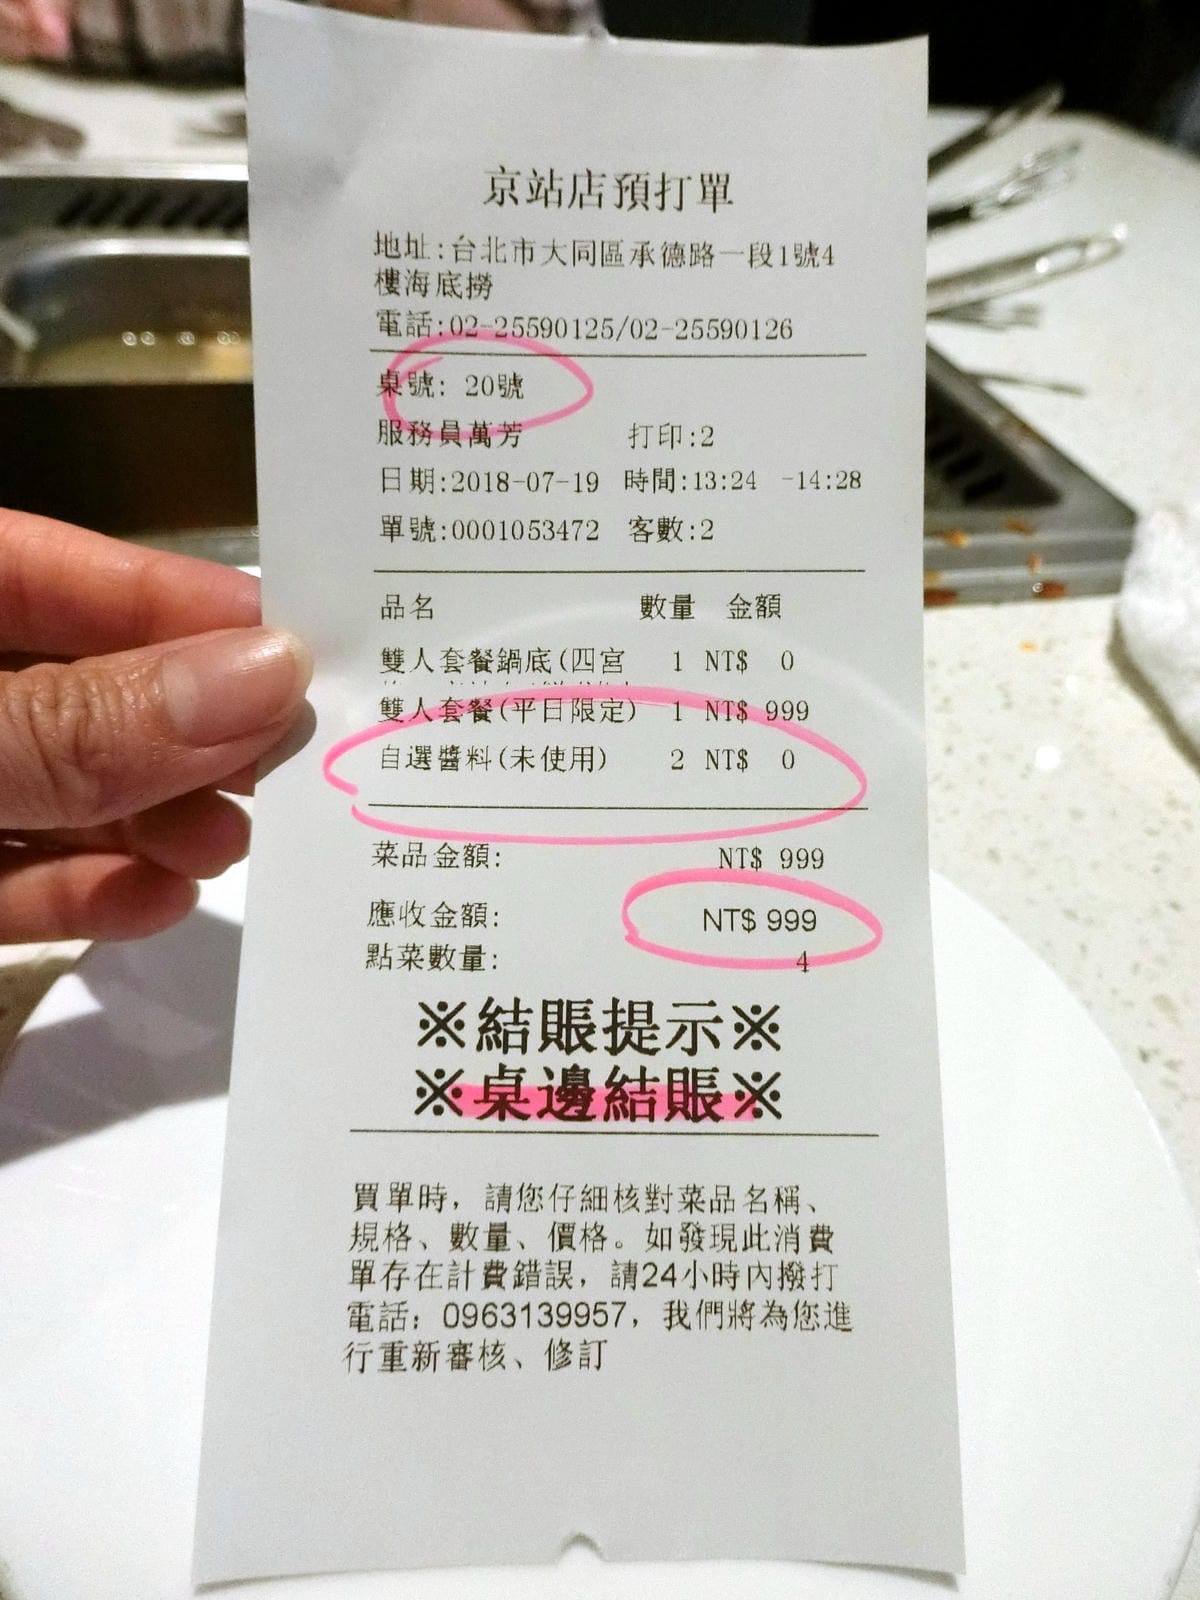 京站店預打單
地址:台北市大同區承德路一段1號4
樓海底撈
電話:02-25590125/02-25590126
桌號: 20號
服務員萬芳 打印:2
日期:2018-07-19 時間:13:24 -14:28
單號:0001053472 客數:2
品名 數量 金額
雙人套餐鍋底(四宮 1 NT$ 0
雙人套餐(平日限定) 1 NT$ 999
自選醬料(未使用) 2 NT$ 0
菜品金額: NT$ 999
應收金額: NT$ 999
點菜數量: 4
※結賬提示※
※桌邊結賬※
買單時，請您仔細核對菜品名稱、
規格、數量、價格。如發現此消費
單存在計費錯誤，請24小時內撥打
電話：0963139957，我們將為您進
行重新審核、修訂